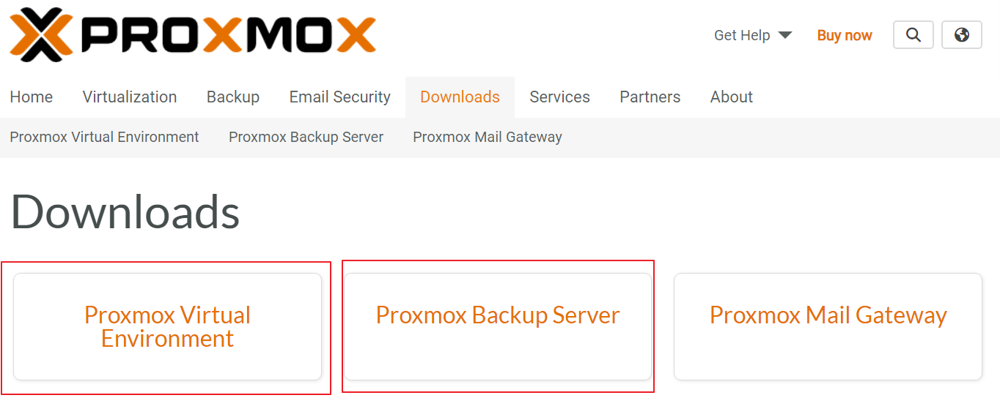 PROXMOX
Get Help
Buy now
Home
Virtualization
Backup
Email Security
Downloads
Services
Partners
About
Proxmox Virtual Environment
Proxmox Backup Server
Proxmox Mail Gateway
Downloads
Proxmox Virtual
Environment
Proxmox Backup Server
Proxmox Mail Gateway